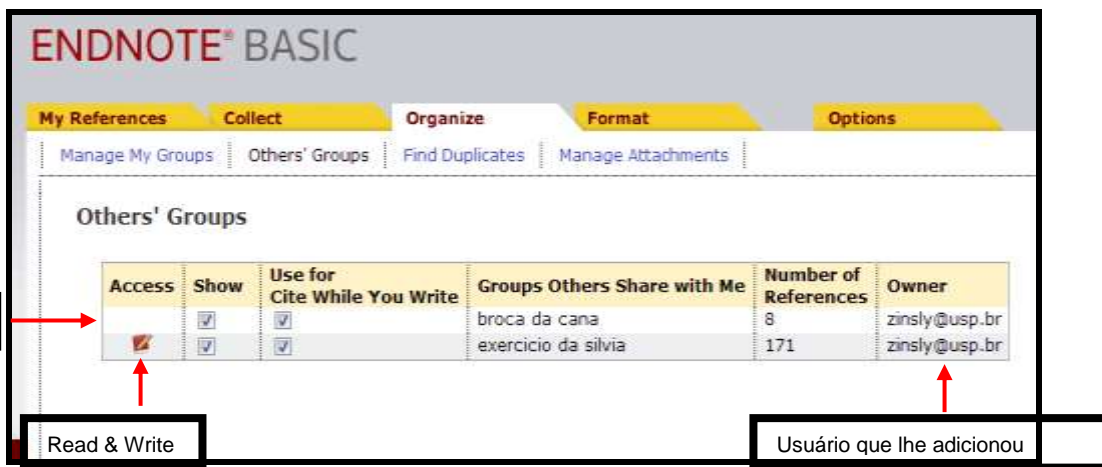 ENDNOTE® BASIC
My References Collect Organize Format Options
Manage My Groups Others' Groups Find Duplicates Manage Attachments
Others' Groups
Access Show Use for Cite While You Write Groups Others Share with Me Number of References Owner
broca da cana 8 zinsly@usp.br
exercicio da silvia 171 zinsly@usp.br
Read & Write
Usuário que lhe adicionou